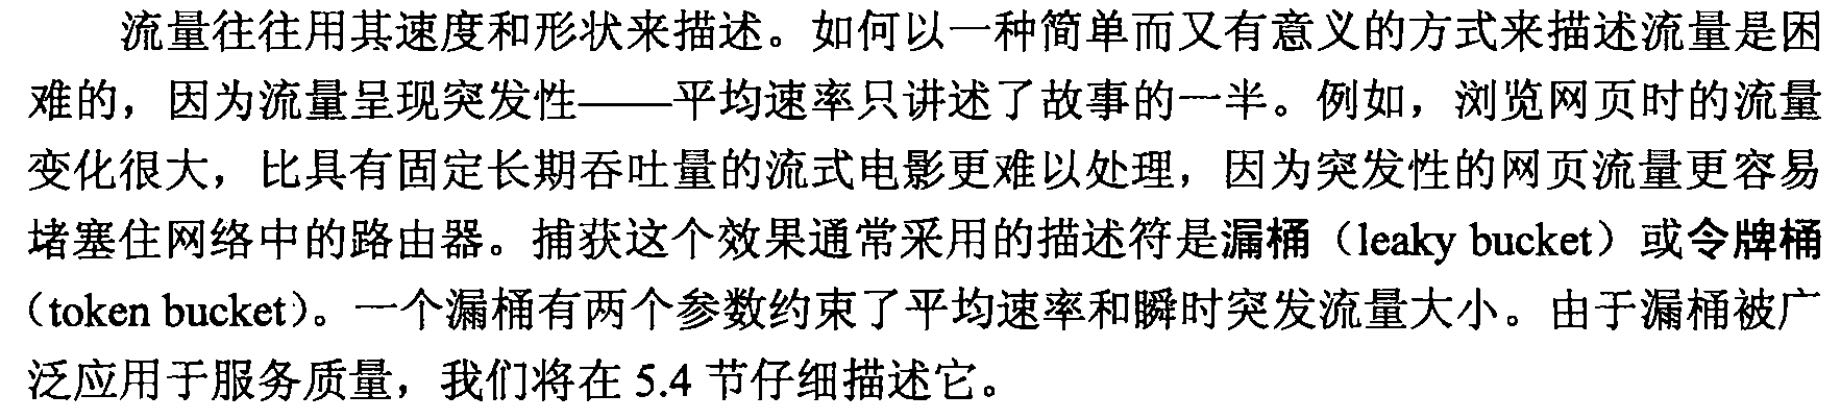 流量往往用其速度和形状来描述。如何以一种简单而又有意义的方式来描述流量是困
难的，因为流量呈现突发性——平均速率只讲述了故事的一半。例如，浏览网页时的流量
变化很大，比具有固定长期吞吐量的流式电影更难以处理，因为突发性的网页流量更容易
堵塞住网络中的路由器。捕获这个效果通常采用的描述符是漏桶（leaky bucket）或令牌桶
（token bucket）。一个漏桶有两个参数约束了平均速率和瞬时突发流量大小。由于漏桶被广
泛应用于服务质量，我们将在 5.4 节仔细描述它。